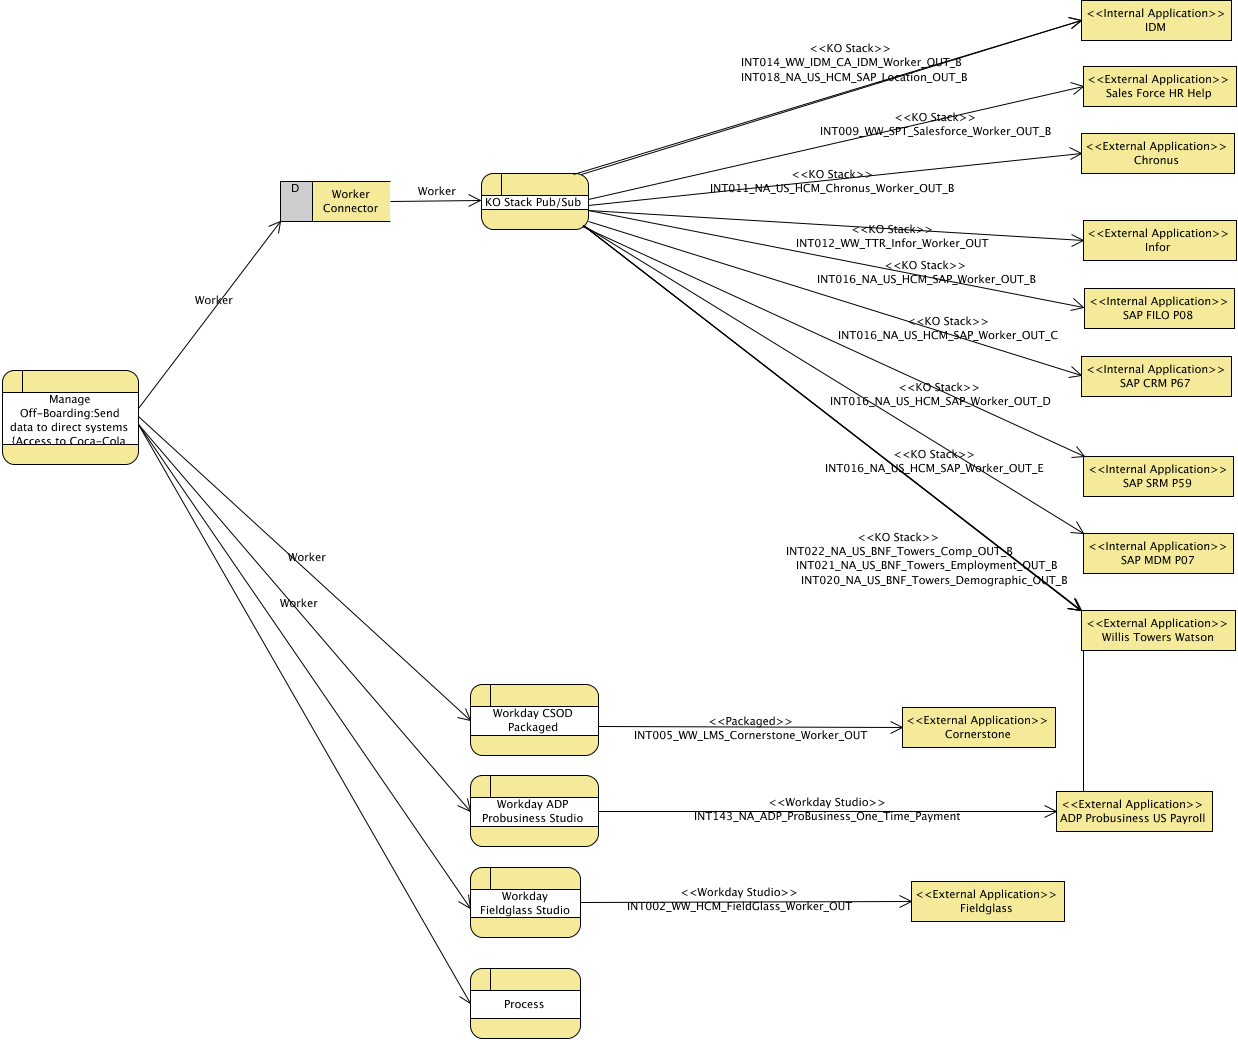 <<Internal Application>>
IDM
<<KO Stack>>
INT014_WW_IDM_CA_IDM_Worker_OUT_B
INT018_NA_US_HCM_SAP_Location_OUT_B
<<External Application>>
Sales Force HR Help
<<KO Stack>>
INT009_WW_SPT_Salesforce_Worker_OUT_B
<<External Application>>
Chronus
<<KO Stack>>
INT011_NA_US_HCM_Chronus_Worker_OUT_B
D
Worker
Connector
Worker
KO Stack Pub/Sub
<<External Application>>
Infor
<<KO Stack>>
INT012_WW_TTR_Infor_Worker_OUT
<<KO Stack>>
INT016_NA_US_HCM_SAP_Worker_OUT_B
<<Internal Application>>
SAP FILO P08
Worker
<<KO Stack>>
INT016_NA_US_HCM_SAP_Worker_OUT_C
<<Internal Application>>
SAP CRM P67
Manage
Off-Boarding:Send
data to direct systems
{Access to Coca-Cola
<<KO Stack>>
INT016_NA_US_HCM_SAP_Worker_OUT_D
<<Internal Application>>
SAP SRM P59
<<KO Stack>>
INT016_NA_US_HCM_SAP_Worker_OUT_E
<<Internal Application>>
SAP MDM P07
<<KO Stack>>
INT022_NA_US_BNF_Towers_Comp_OUT_B
INT021_NA_US_BNF_Towers_Employment_OUT_B
INT020_NA_US_BNF_Towers_Demographic_OUT_B
Worker
Worker
<<External Application>>
Willis Towers Watson
Workday CSOD
Packaged
<<Packaged>>
INT005_WW_LMS_Cornerstone_Worker_OUT
<<External Application>>
Cornerstone
Workday ADP
Probusiness Studio
<<Workday Studio>>
INT143_NA_ADP_ProBusiness_One_Time_Payment
<<External Application>>
ADP Probusiness US Payroll
Workday
Fieldglass Studio
<<Workday Studio>>
INT002_WW_HCM_FieldGlass_Worker_OUT
<<External Application>>
Fieldglass
Process